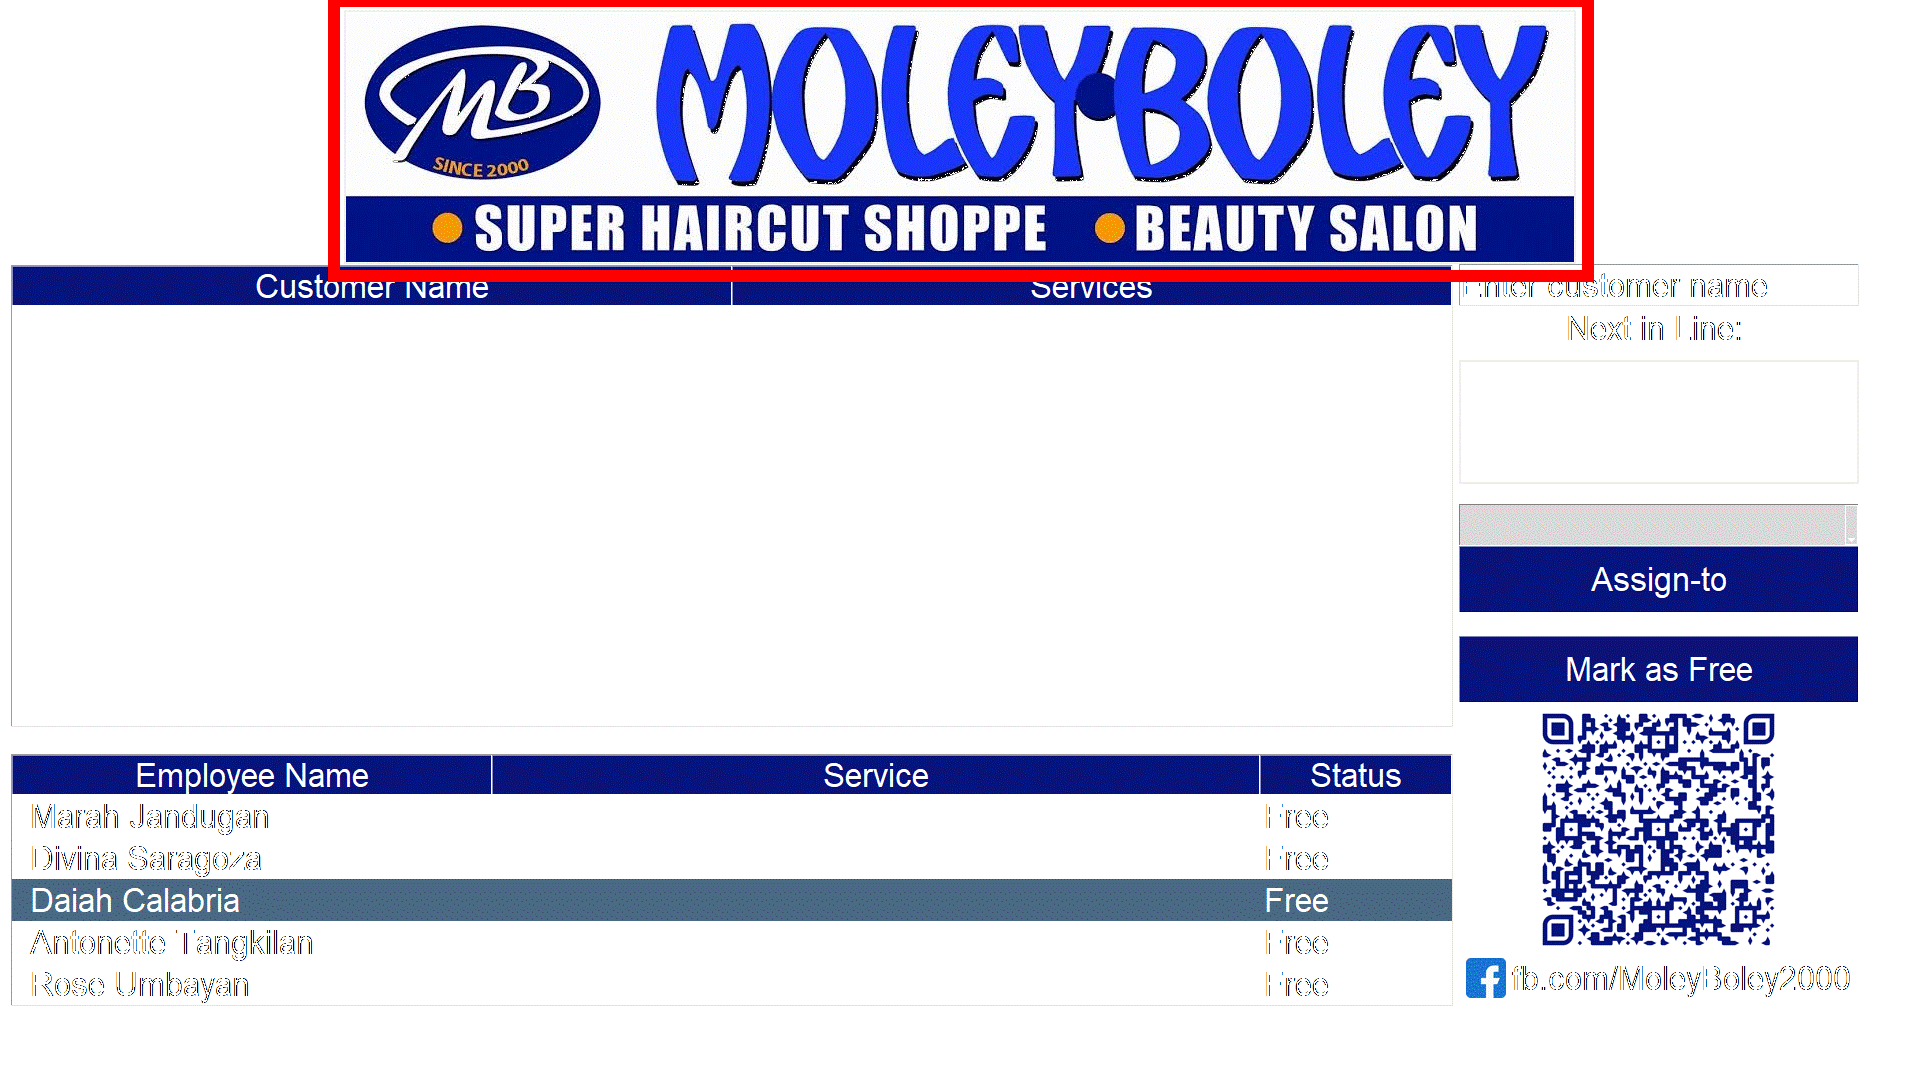 MB
SINCE 2000
MOLEY BOLEY
SUPER HAIRCUT SHOPPE BEAUTY SALON
Customer Name Services
Enter customer name
Next in Line:
Assign-to
Mark as Free
Employee Name Service Status
Marah Jandugan Free
Divina Saragoza Free
Daiah Calabria Free
Antonette Tangkilan Free
Rose Umbayan Free
fb.com/MoleyBoley2000